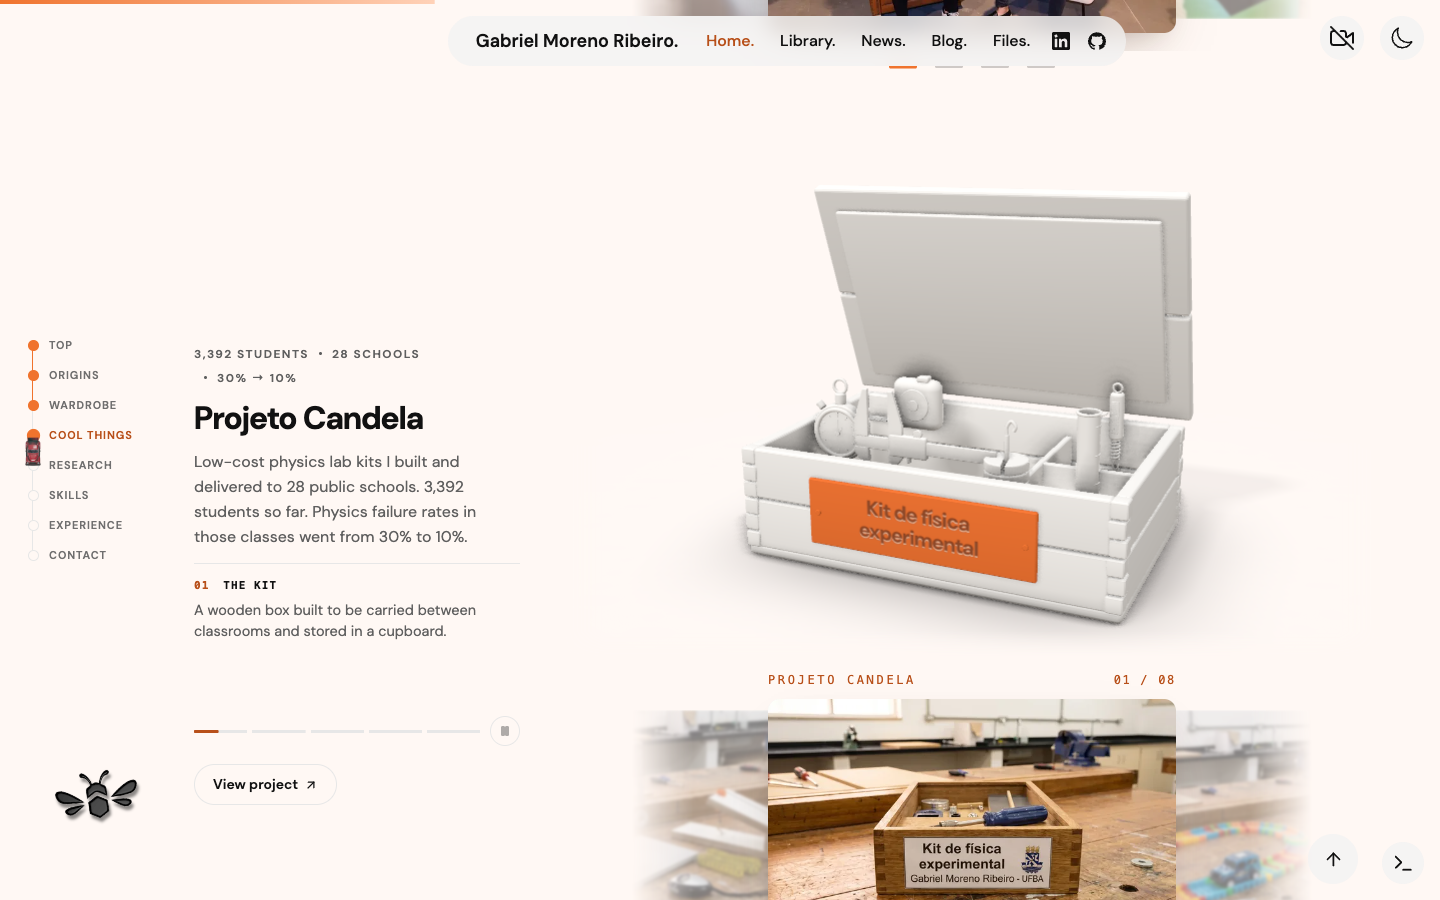 Gabriel Moreno Ribeiro.
Home.
Library.
News.
Blog.
Files.
TOP
ORIGINS
WARDROBE
COOL THINGS
RESEARCH
SKILLS
EXPERIENCE
CONTACT
3,392 STUDENTS • 28 SCHOOLS
• 30% → 10%
Projeto Candela
Low-cost physics lab kits I built and
delivered to 28 public schools. 3,392
students so far. Physics failure rates in
those classes went from 30% to 10%.
01 THE KIT
A wooden box built to be carried between
classrooms and stored in a cupboard.
View project ↗
Kit de física
experimental
PROJETO CANDELA
01 / 08
Kit de física
experimental
Gabriel Moreno Ribeiro - UFBA